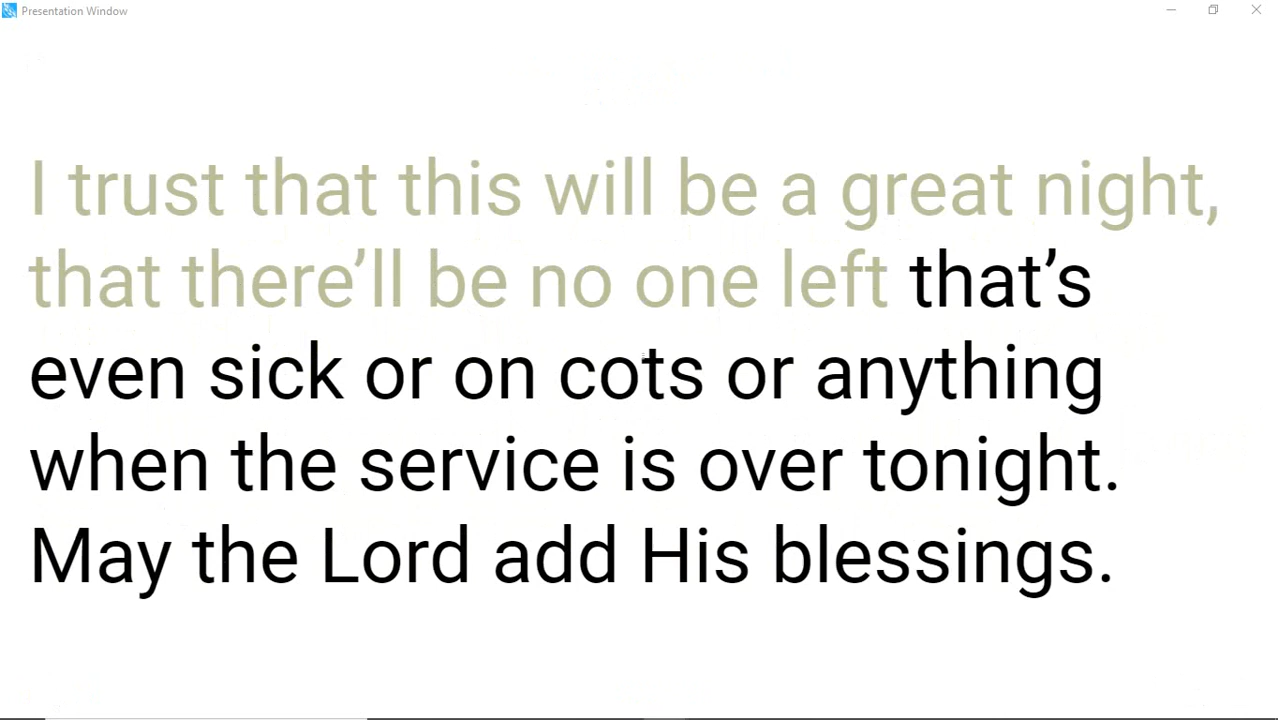 Presentation Window
I trust that this will be a great night,
that there’ll be no one left that’s
even sick or on cots or anything
when the service is over tonight.
May the Lord add His blessings.